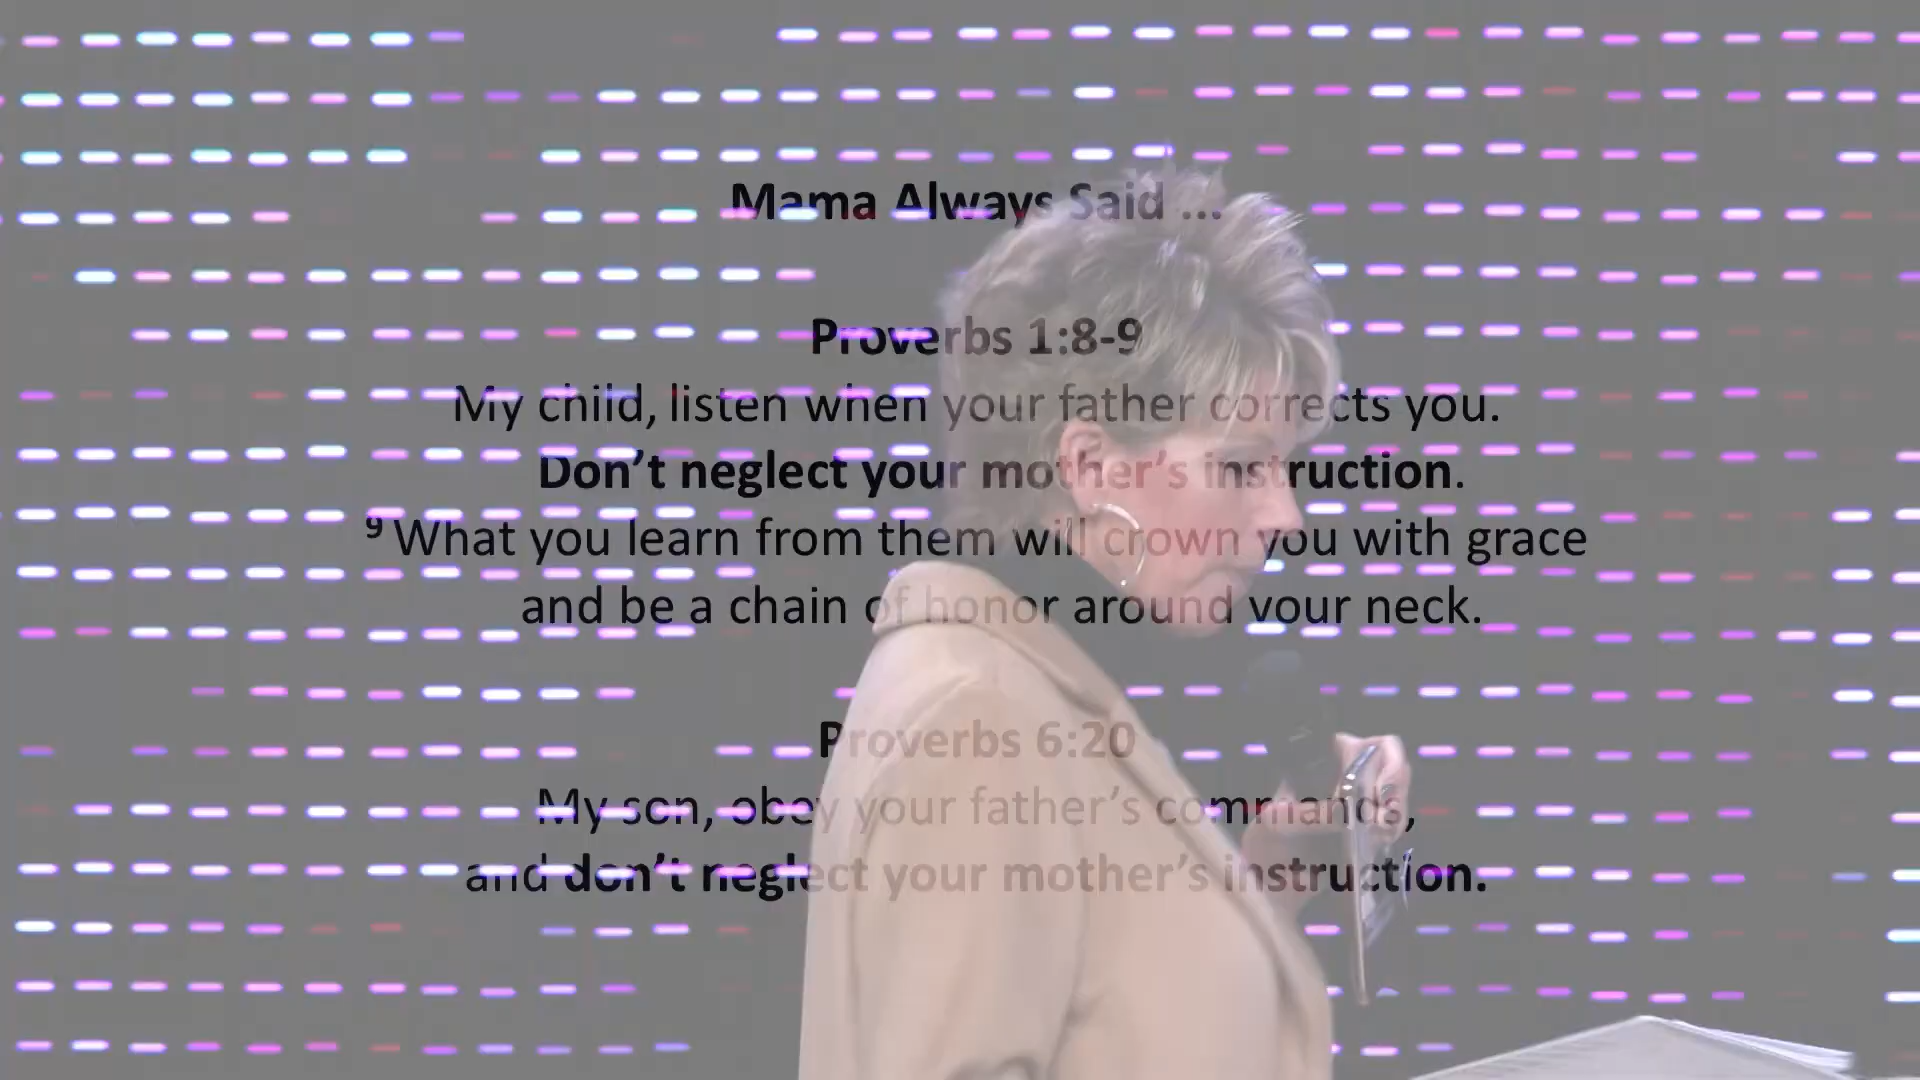 Mama Always Said ...
Proverbs 1:8-9
My child, listen when your father corrects you.
Don’t neglect your mother’s instruction.
⁹ What you learn from them will crown you with grace
and be a chain of honor around your neck.
Proverbs 6:20
My son, obey your father’s commands,
and don’t neglect your mother’s instruction.